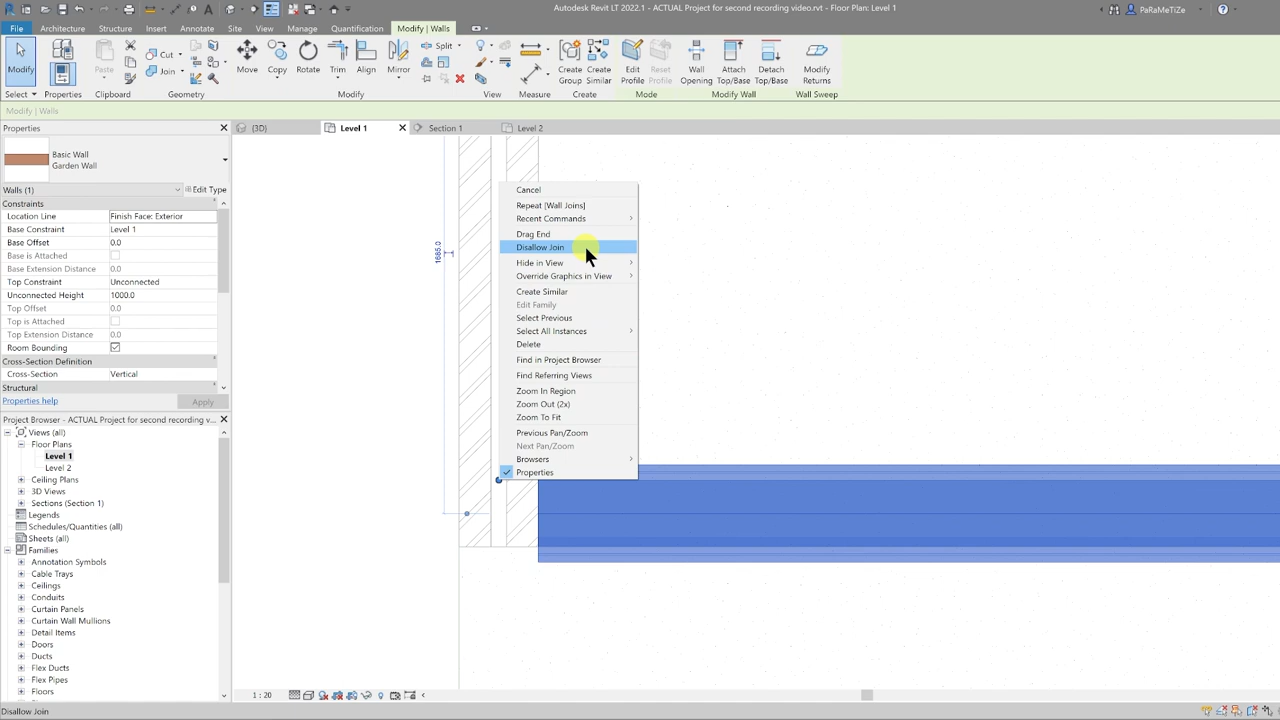 Autodesk Revit LT 2022.1 - ACTUAL Project for second recording video.rvt - Floor Plan: Level 1
PaRaMeTiZe
File Architecture Structure Insert Annotate Site View Manage Quantification Modify | Walls
Modify Paste Cut Join Move Copy Rotate Trim Align Mirror Split Create Group Create Similar Edit Profile Reset Profile Wall Opening Attach Top/Base Detach Top/Base Modify Returns
Select Properties Clipboard Geometry Modify View Measure Create Mode Modify Wall Wall Sweep
Modify | Walls
Properties
(3D) Level 1 Section 1 Level 2
Basic Wall
Garden Wall
Walls (1) Edit Type
Constraints
Location Line Finish Face: Exterior
Base Constraint Level 1
Base Offset 0.0
Base is Attached
Base Extension Distance 0.0
Top Constraint Unconnected
Unconnected Height 1000.0
Top Offset 0.0
Top is Attached
Top Extension Distance 0.0
Room Bounding
Cross-Section Definition
Cross-Section Vertical
Structural
Properties help Apply
Project Browser - ACTUAL Project for second recording v...
Views (all)
Floor Plans
Level 1
Level 2
Ceiling Plans
3D Views
Sections (Section 1)
Legends
Schedules/Quantities (all)
Sheets (all)
Families
Annotation Symbols
Cable Trays
Ceilings
Conduits
Curtain Panels
Curtain Wall Mullions
Detail Items
Doors
Ducts
Flex Ducts
Flex Pipes
Floors
1685.0
Cancel
Repeat [Wall Joins]
Recent Commands
Drag End
Disallow Join
Hide in View
Override Graphics in View
Create Similar
Edit Family
Select Previous
Select All Instances
Delete
Find in Project Browser
Find Referring Views
Zoom In Region
Zoom Out (2x)
Zoom To Fit
Previous Pan/Zoom
Next Pan/Zoom
Browsers
Properties
1 : 20
Disallow Join